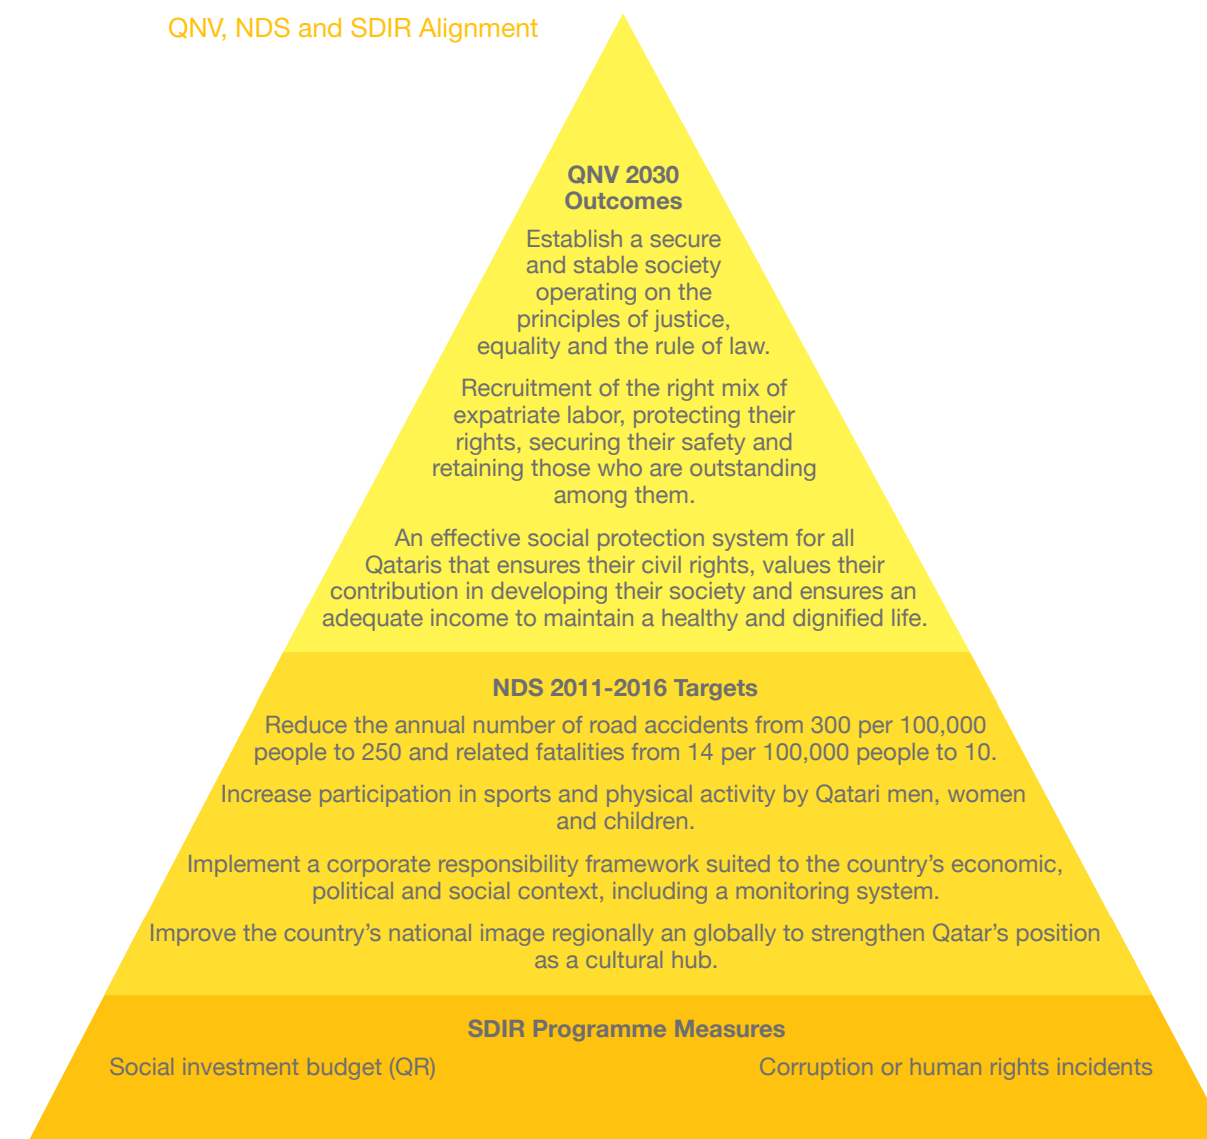 QNV, NDS and SDIR Alignment
QNV 2030
Outcomes
Establish a secure
and stable society
operating on the
principles of justice,
equality and the rule of law.
Recruitment of the right mix of
expatriate labor, protecting their
rights, securing their safety and
retaining those who are outstanding
among them.
An effective social protection system for all
Qataris that ensures their civil rights, values their
contribution in developing their society and ensures an
adequate income to maintain a healthy and dignified life.
NDS 2011-2016 Targets
Reduce the annual number of road accidents from 300 per 100,000
people to 250 and related fatalities from 14 per 100,000 people to 10.
Increase participation in sports and physical activity by Qatari men, women
and children.
Implement a corporate responsibility framework suited to the country's economic,
political and social context, including a monitoring system.
Improve the country's national image regionally an globally to strengthen Qatar's position
as a cultural hub.
SDIR Programme Measures
Social investment budget (QR) Corruption or human rights incidents